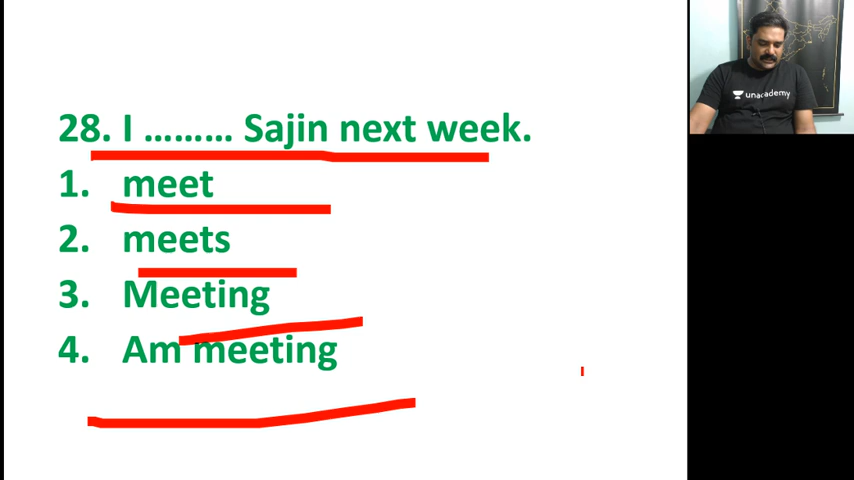 28. I ......... Sajin next week.
1. meet
2. meets
3. Meeting
4. Am meeting
unacademy